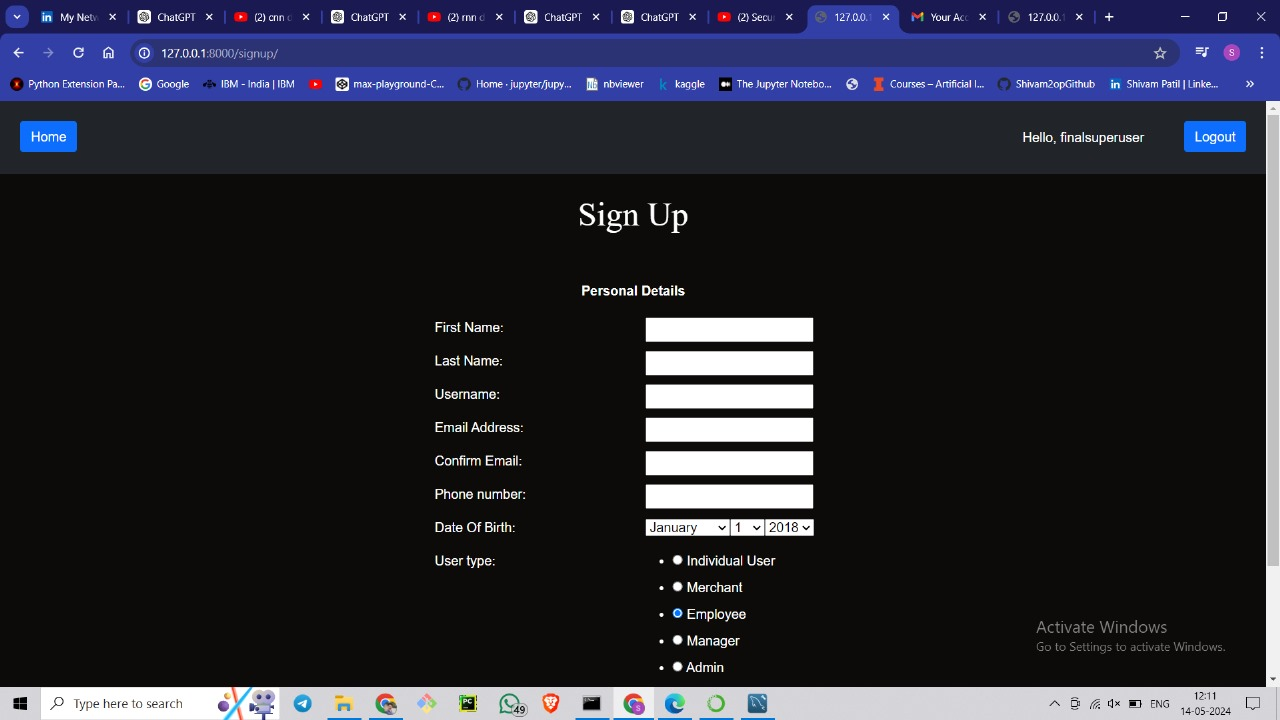 My Netw
ChatGPT
(2) cnn d
ChatGPT
(2) rnn d
ChatGPT
ChatGPT
(2) Secur
127.0.0.1
Your Acc
127.0.0.1
127.0.0.1:8000/signup/
S
Python Extension Pa...
Google
IBM - India | IBM
max-playground-C...
Home - jupyter/jupy...
nbviewer
kaggle
The Jupyter Notebo...
Courses – Artificial I...
Shivam2opGithub
Shivam Patil | Linke...
Home
Hello, finalsuperuser
Logout
Sign Up
Personal Details
First Name:
Last Name:
Username:
Email Address:
Confirm Email:
Phone number:
Date Of Birth: January 1 2018
User type:
Individual User
Merchant
Employee
Manager
Admin
Activate Windows
Go to Settings to activate Windows.
Type here to search
49
ENG
12:11
14-05-2024